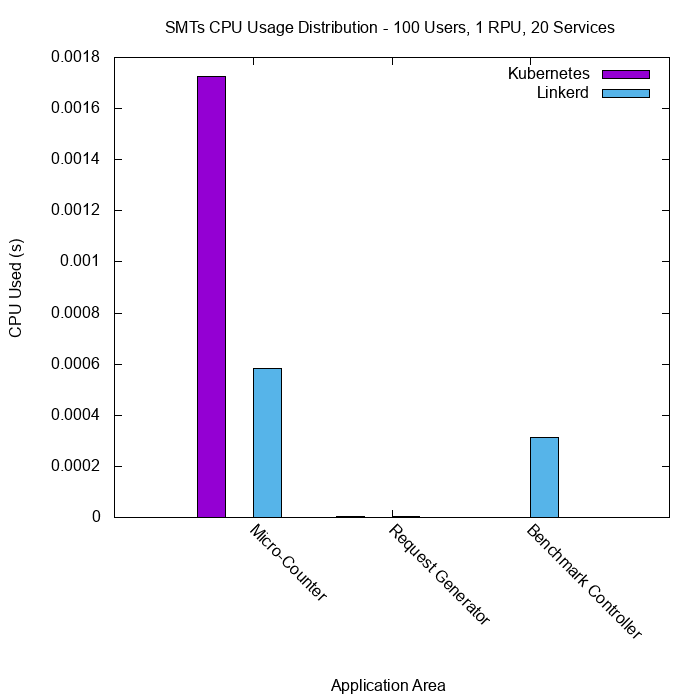 SMTs CPU Usage Distribution - 100 Users, 1 RPU, 20 Services
Kubernetes
Linkerd
0.0018
0.0016
0.0014
0.0012
0.001
0.0008
0.0006
0.0004
0.0002
0
CPU Used (s)
Micro-Counter
Request Generator
Benchmark Controller
Application Area